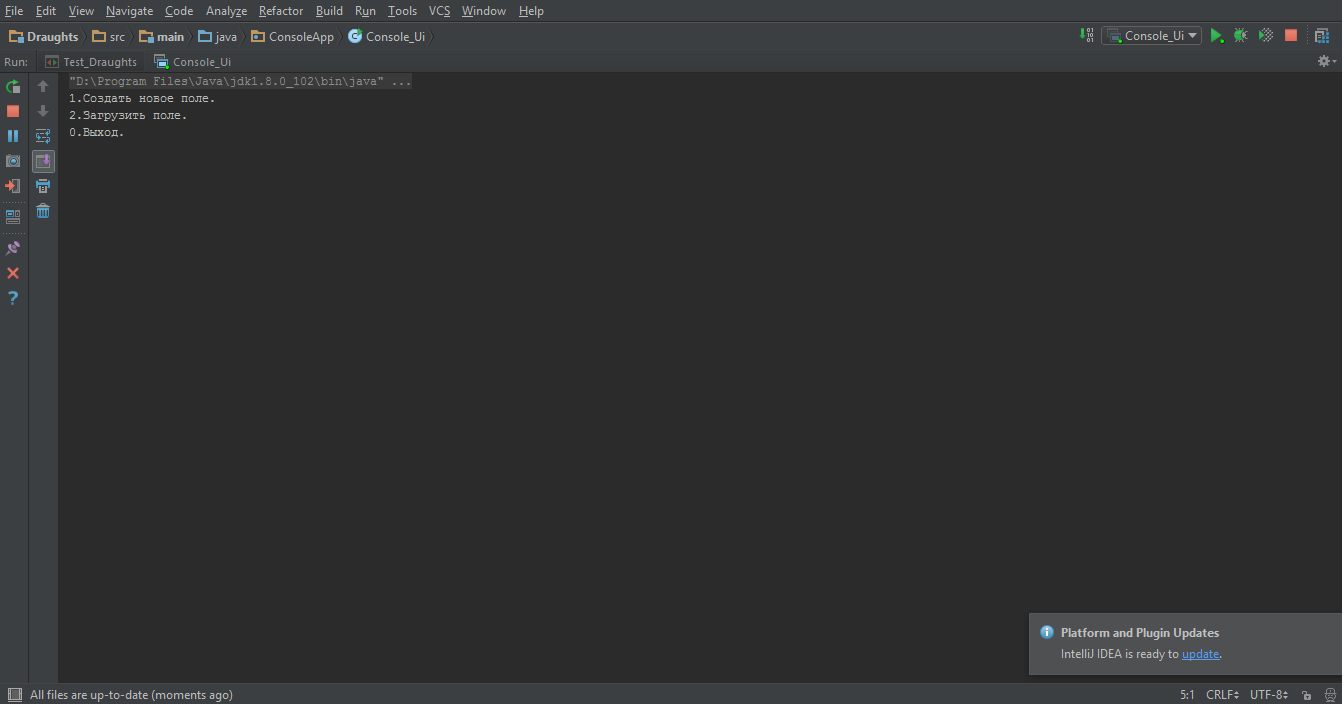 File Edit View Navigate Code Analyze Refactor Build Run Tools VCS Window Help
Draughts src main java ConsoleApp Console_Ui Console_Ui
Run: Test_Draughts Console_Ui
"D:\Program Files\Java\jdk1.8.0_102\bin\java" ...
1.Создать новое поле.
2.Загрузить поле.
0.Выход.
Platform and Plugin Updates
IntelliJ IDEA is ready to update.
All files are up-to-date (moments ago) 5:1 CRLF UTF-8